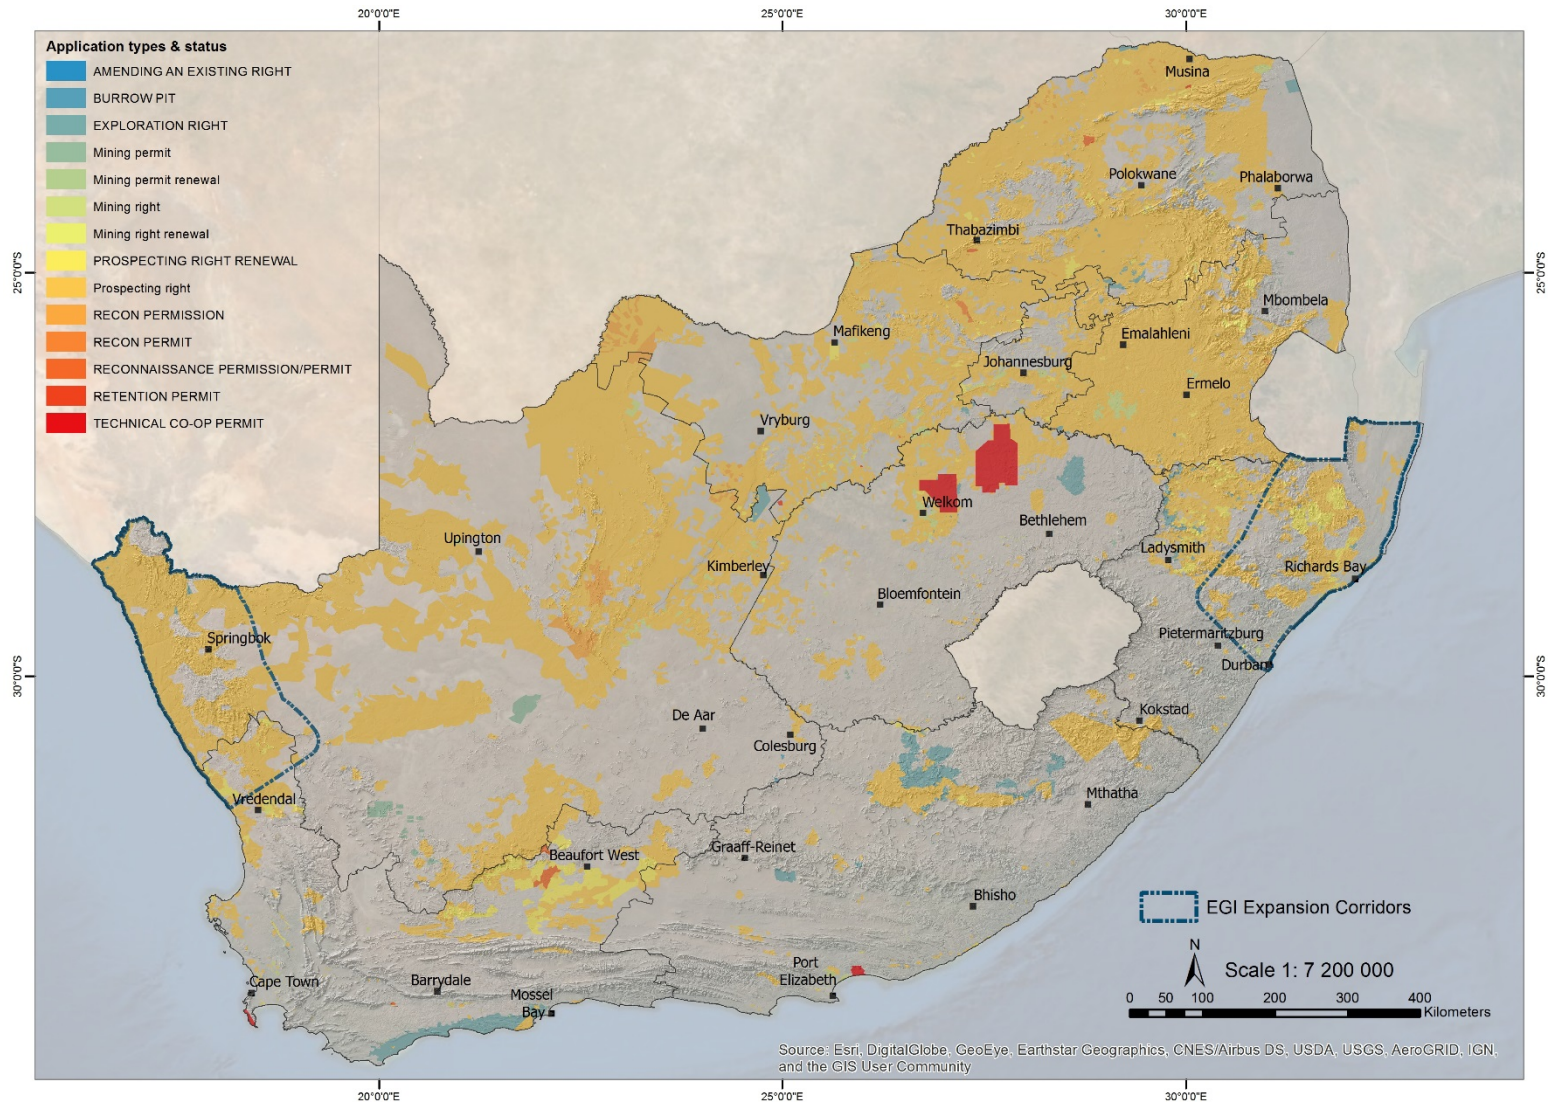 20°0'0"E
25°0'0"E
30°0'0"E
Application types & status
AMENDING AN EXISTING RIGHT
BURROW PIT
EXPLORATION RIGHT
Mining permit
Mining permit renewal
Mining right
Mining right renewal
PROSPECTING RIGHT RENEWAL
Prospecting right
RECON PERMISSION
RECON PERMIT
RECONNAISSANCE PERMISSION/PERMIT
RETENTION PERMIT
TECHNICAL CO-OP PERMIT
25°0'0"S
25°0'0"S
30°0'0"S
30°0'0"S
Musina
Polokwane
Phalaborwa
Thabazimbi
Mbombela
Mafikeng
Emalahleni
Johannesburg
Ermelo
Vryburg
Welkom
Bethlehem
Upington
Ladysmith
Kimberley
Richards Bay
Bloemfontein
Springbok
Pietermaritzburg
Durban
De Aar
Kokstad
Colesburg
Vredendal
Mthatha
Beaufort West
Graaff-Reinet
Bhisho
Cape Town
Barrydale
Mossel
Bay
Port
Elizabeth
EGI Expansion Corridors
N
Scale 1: 7 200 000
0 50 100 200 300 400
Kilometers
Source: Esri, DigitalGlobe, GeoEye, Earthstar Geographics, CNES/Airbus DS, USDA, USGS, AeroGRID, IGN,
and the GIS User Community
20°0'0"E
25°0'0"E
30°0'0"E